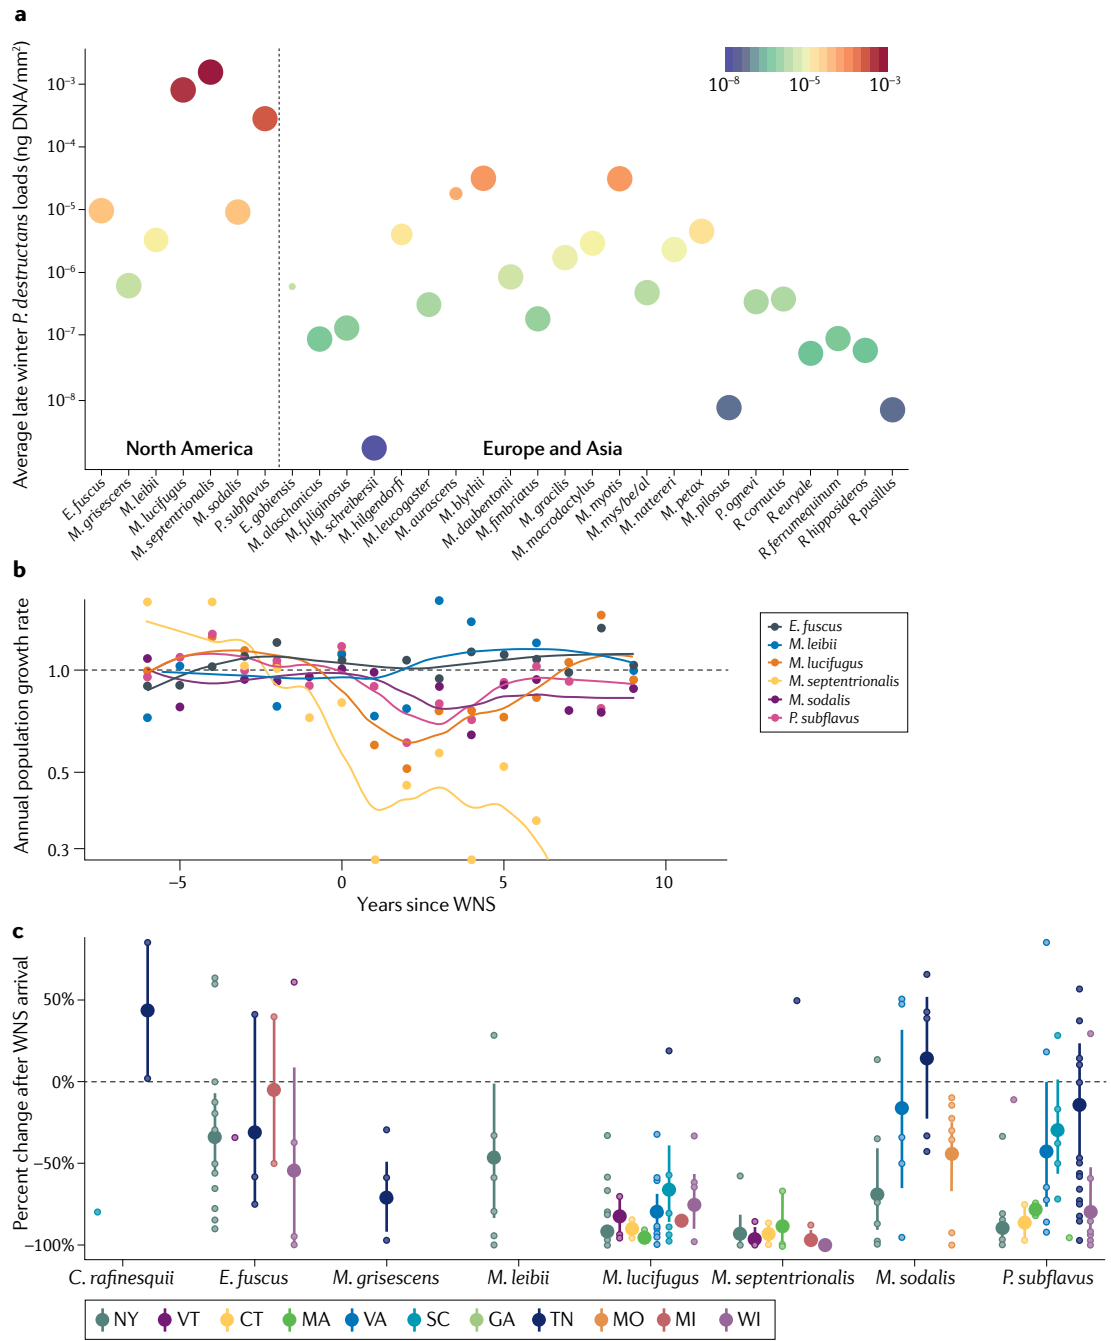 a
Average late winter P. destructans loads (ng DNA/mm²)
10⁻³
10⁻⁴
10⁻⁵
10⁻⁶
10⁻⁷
10⁻⁸
10⁻⁸ 10⁻⁵ 10⁻³
North America Europe and Asia
E. fuscus
M. grisescens
M. leibii
M. lucifugus
M. septentrionalis
M. sodalis
P. subflavus
E. gobiensis
M. alaschanicus
M. fuliginosus
M. schreibersii
M. hilgendorfi
M. leucogaster
M. aurascens
M. blythii
M. daubentonii
M. fimbriatus
M. gracilis
M. macrodactylus
M. myotis
M. mys/be/al
M. nattereri
M. petax
M. pilosus
P. ognevi
R cornutus
R euryale
R ferrumequinum
R hipposideros
R. pusillus
b
Annual population growth rate
1.0
0.5
0.3
–5 0 5 10
Years since WNS
E. fuscus
M. leibii
M. lucifugus
M. septentrionalis
M. sodalis
P. subflavus
c
Percent change after WNS arrival
50%
0%
–50%
–100%
C. rafinesquii E. fuscus M. grisescens M. leibii M. lucifugus M. septentrionalis M. sodalis P. subflavus
NY VT CT MA VA SC GA TN MO MI WI